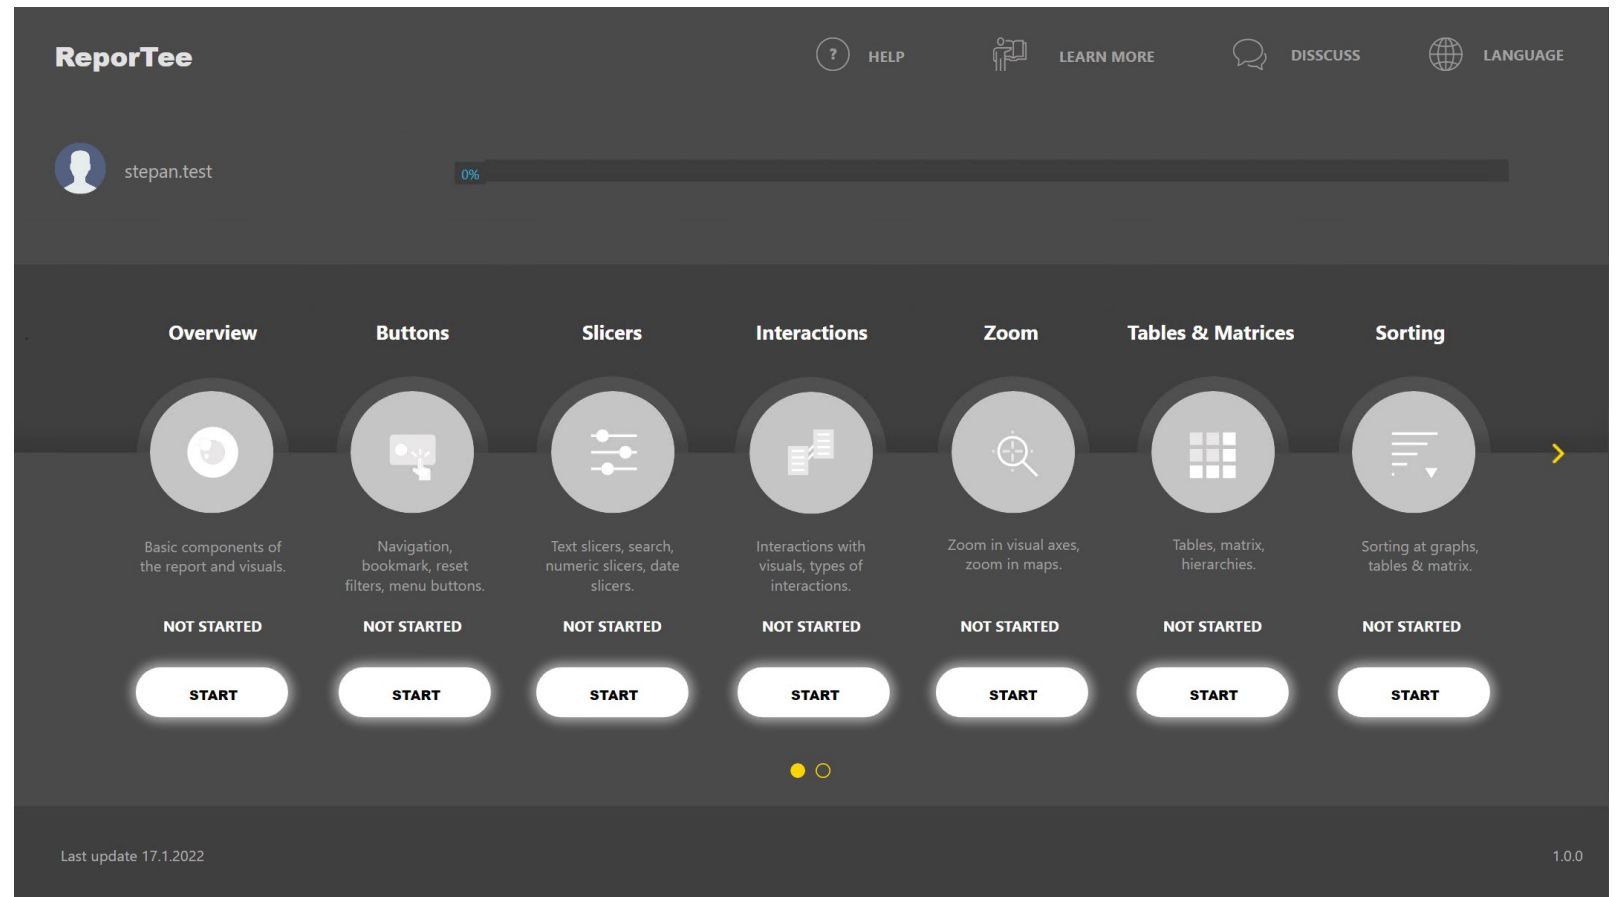 ReporTee
? HELP
LEARN MORE
DISSCUSS
LANGUAGE
stepan.test
0%
Overview
Buttons
Slicers
Interactions
Zoom
Tables & Matrices
Sorting
Basic components of
the report and visuals.
Navigation,
bookmark, reset
filters, menu buttons.
Text slicers, search,
numeric slicers, date
slicers.
Interactions with
visuals, types of
interactions.
Zoom in visual axes,
zoom in maps.
Tables, matrix,
hierarchies.
Sorting at graphs,
tables & matrix.
NOT STARTED
NOT STARTED
NOT STARTED
NOT STARTED
NOT STARTED
NOT STARTED
NOT STARTED
START
START
START
START
START
START
START
Last update 17.1.2022
1.0.0